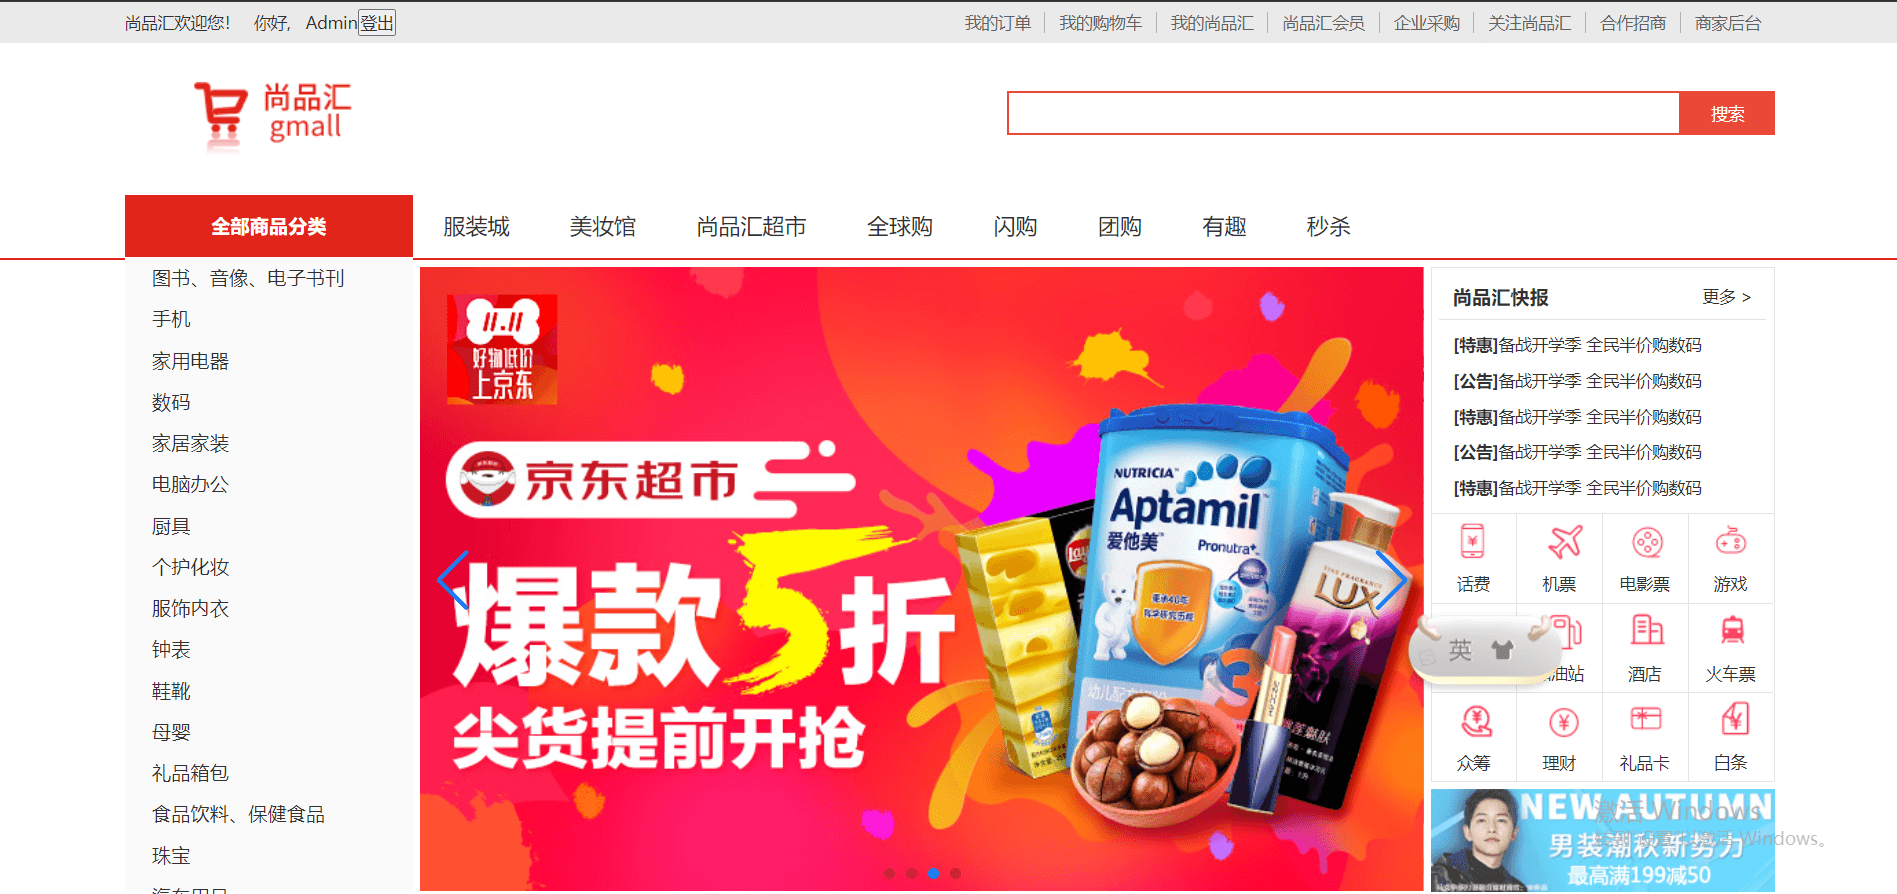 尚品汇欢迎您！ 你好, Admin 登出
我的订单 我的购物车 我的尚品汇 尚品汇会员 企业采购 关注尚品汇 合作招商 商家后台
尚品汇
gmall
搜索
全部商品分类 服装城 美妆馆 尚品汇超市 全球购 闪购 团购 有趣 秒杀
图书、音像、电子书刊
手机
家用电器
数码
家居家装
电脑办公
厨具
个护化妆
服饰内衣
钟表
鞋靴
母婴
礼品箱包
食品饮料、保健食品
珠宝
汽车用品
11.11
好物低价
上京东
京东超市
爆款5折
尖货提前开抢
NUTRICIA
Aptamil
爱他美
Pronutra+
Lay's
LUX
尚品汇快报 更多 >
[特惠]备战开学季 全民半价购数码
[公告]备战开学季 全民半价购数码
[特惠]备战开学季 全民半价购数码
[公告]备战开学季 全民半价购数码
[特惠]备战开学季 全民半价购数码
话费 机票 电影票 游戏
英
油站 酒店 火车票
众筹 理财 礼品卡 白条
NEW AUTUMN
男装潮秋新势力
最高满199减50
激活 Windows